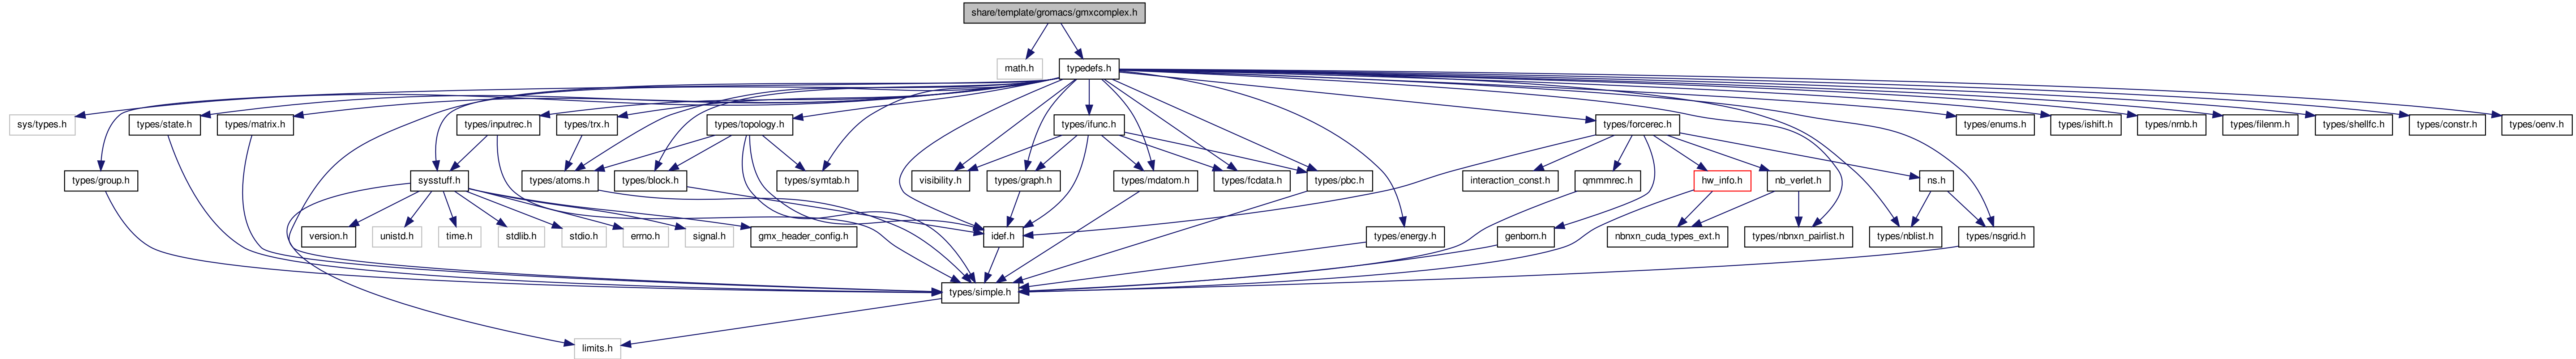 share/template/gromacs/gmxcomplex.h
math.h
typedefs.h
sys/types.h
types/state.h
types/matrix.h
types/inputrec.h
types/trx.h
types/topology.h
types/ifunc.h
types/forcerec.h
types/enums.h
types/ishift.h
types/nrnb.h
types/filenm.h
types/shellfc.h
types/constr.h
types/oenv.h
types/group.h
sysstuff.h
types/atoms.h
types/block.h
types/symtab.h
visibility.h
types/graph.h
types/mdatom.h
types/fcdata.h
types/pbc.h
interaction_const.h
qmmmrec.h
hw_info.h
nb_verlet.h
ns.h
version.h
unistd.h
time.h
stdlib.h
stdio.h
errno.h
signal.h
gmx_header_config.h
idef.h
types/energy.h
genborn.h
nbnxn_cuda_types_ext.h
types/nbnxn_pairlist.h
types/nblist.h
types/nsgrid.h
types/simple.h
limits.h